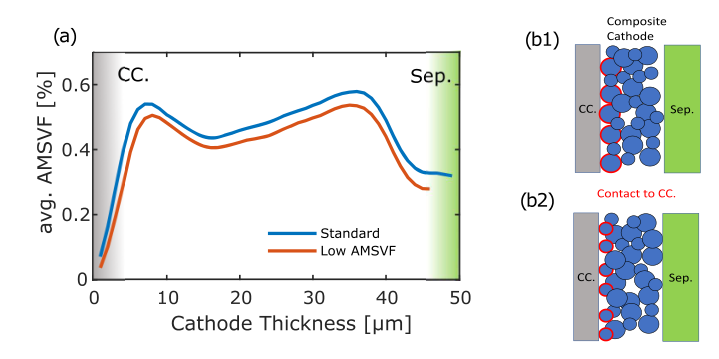 (a)
CC.
Sep.
avg. AMSVF [%]
0.6
0.4
0.2
0
Standard
Low AMSVF
0
10
20
30
40
50
Cathode Thickness [μm]
(b1)
Composite
Cathode
CC.
Sep.
Contact to CC.
(b2)
CC.
Sep.